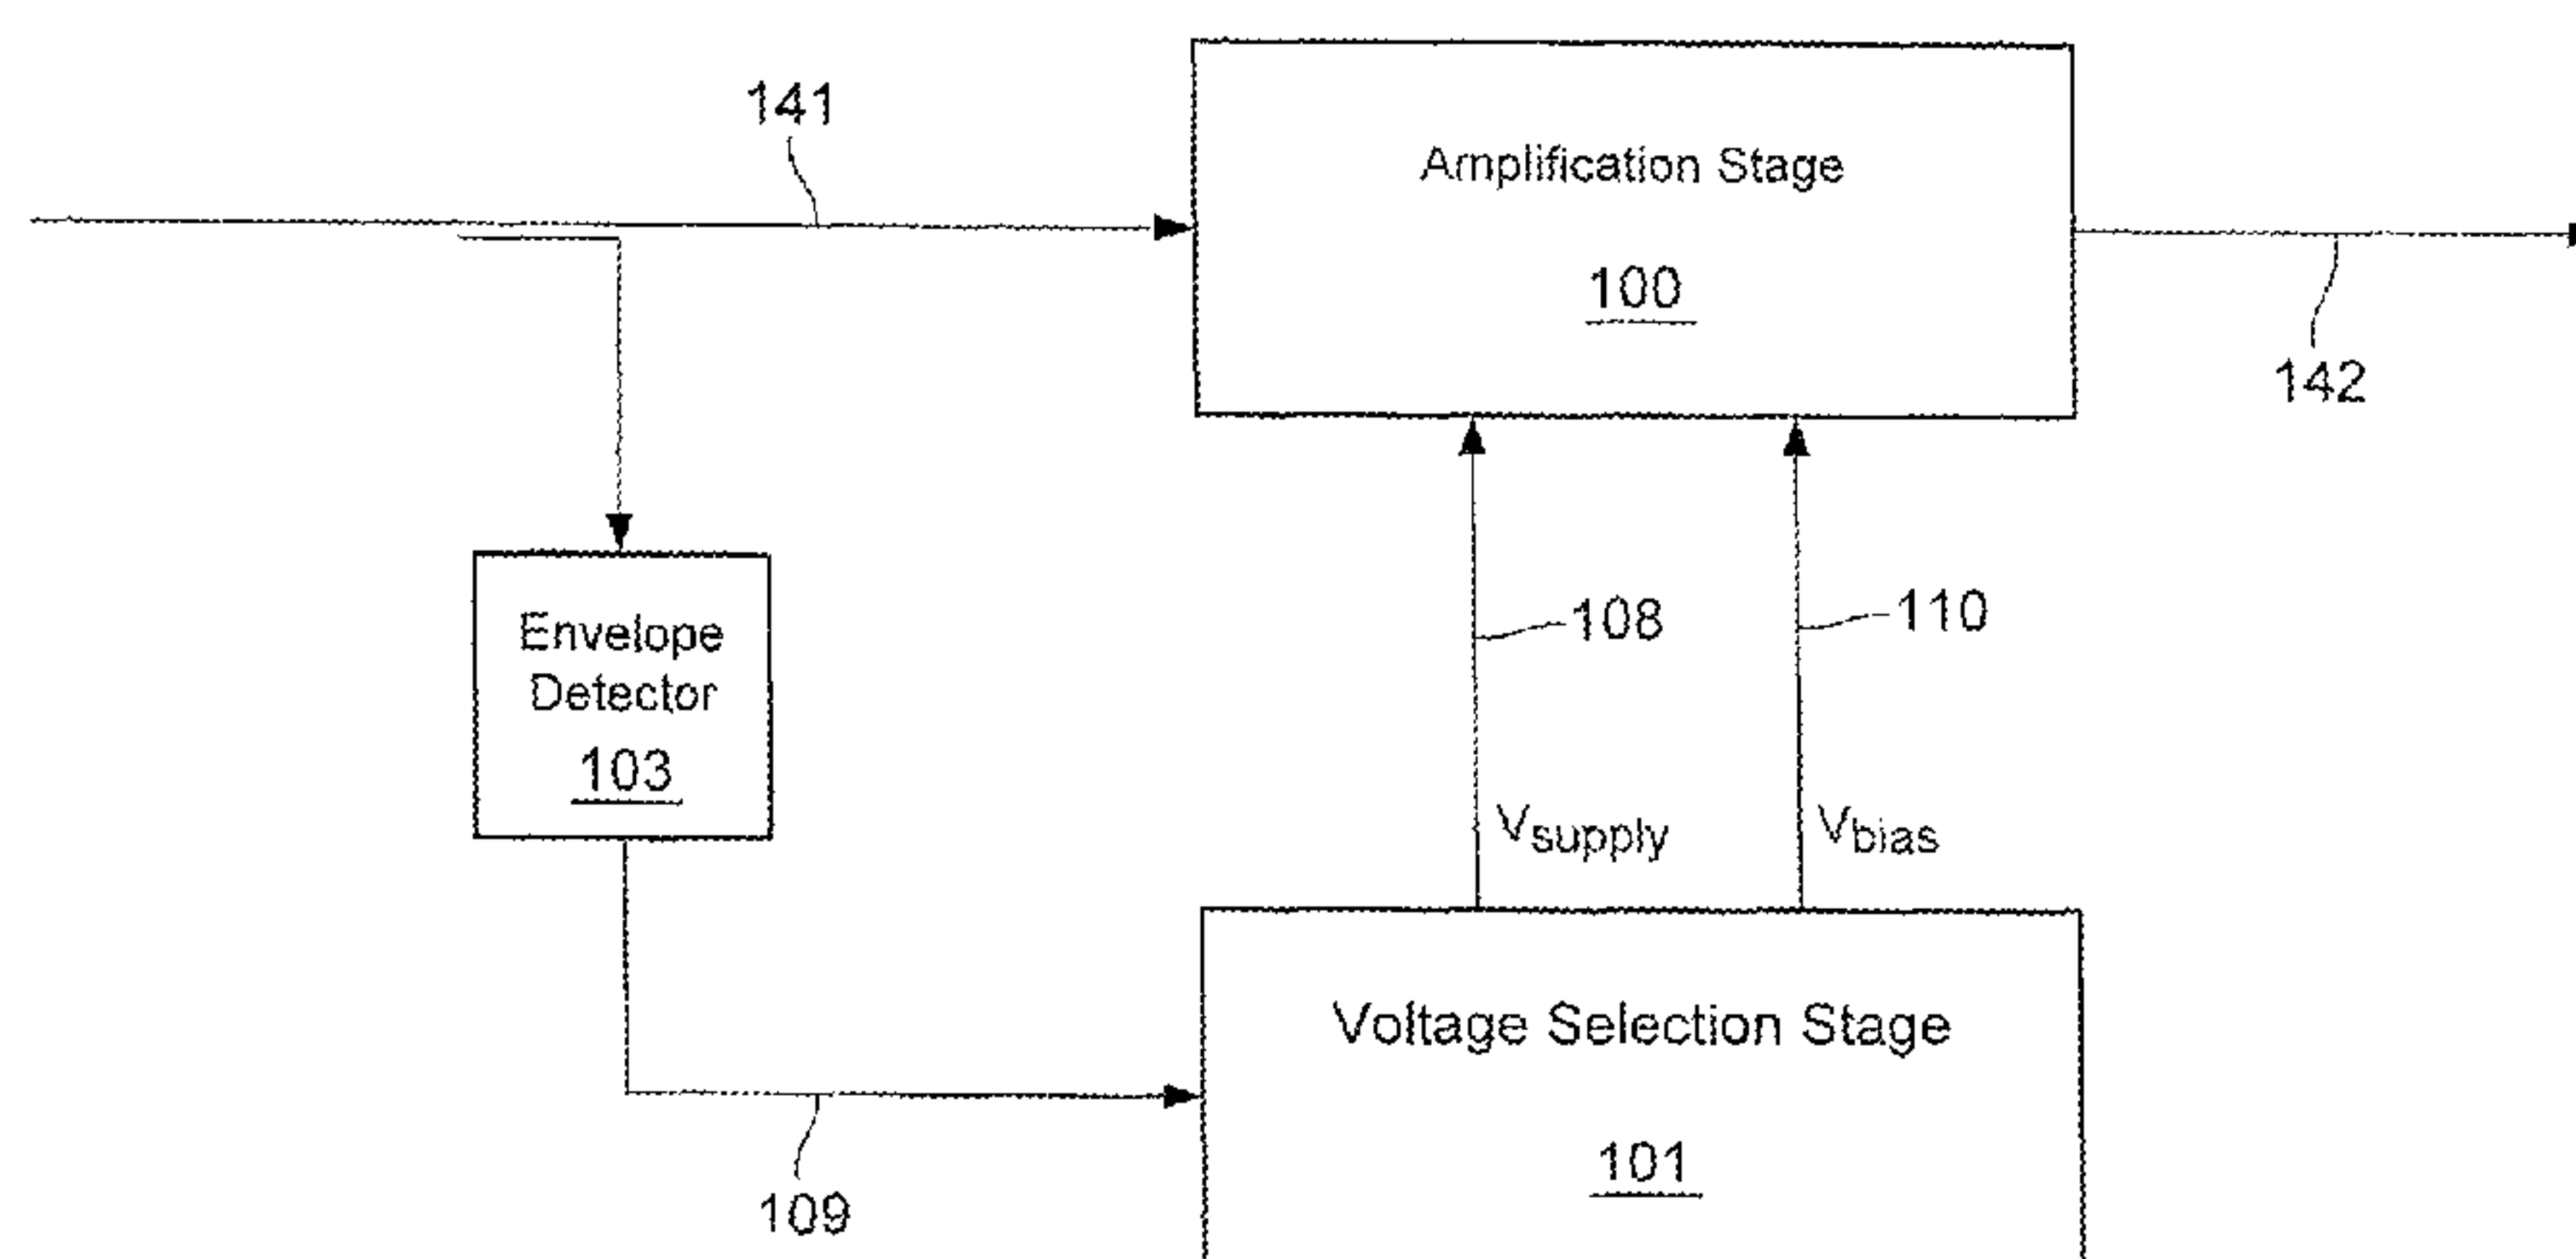 141
Amplification Stage
100
142
Envelope
Detector
103
108
110
Vsupply
Vbias
Voltage Selection Stage
101
109